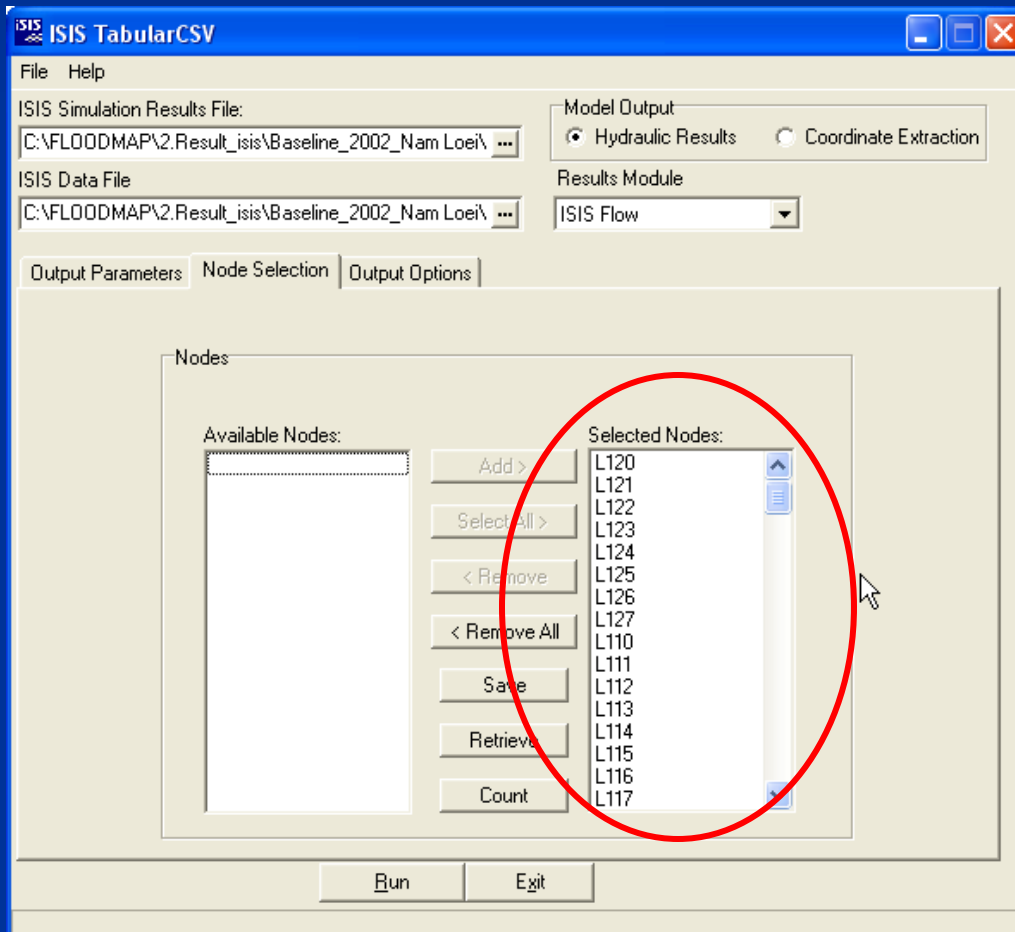 ISIS ISIS TabularCSV
File Help
ISIS Simulation Results File:
C:\FLOODMAP\2.Result_isis\Baseline_2002_Nam Loei\ ...
Model Output
Hydraulic Results Coordinate Extraction
ISIS Data File
C:\FLOODMAP\2.Result_isis\Baseline_2002_Nam Loei\ ...
Results Module
ISIS Flow
Output Parameters Node Selection Output Options
Nodes
Available Nodes:
Add >
Select All >
< Remove
< Remove All
Save
Retrieve
Count
Selected Nodes:
L120
L121
L122
L123
L124
L125
L126
L127
L110
L111
L112
L113
L114
L115
L116
L117
Run Exit